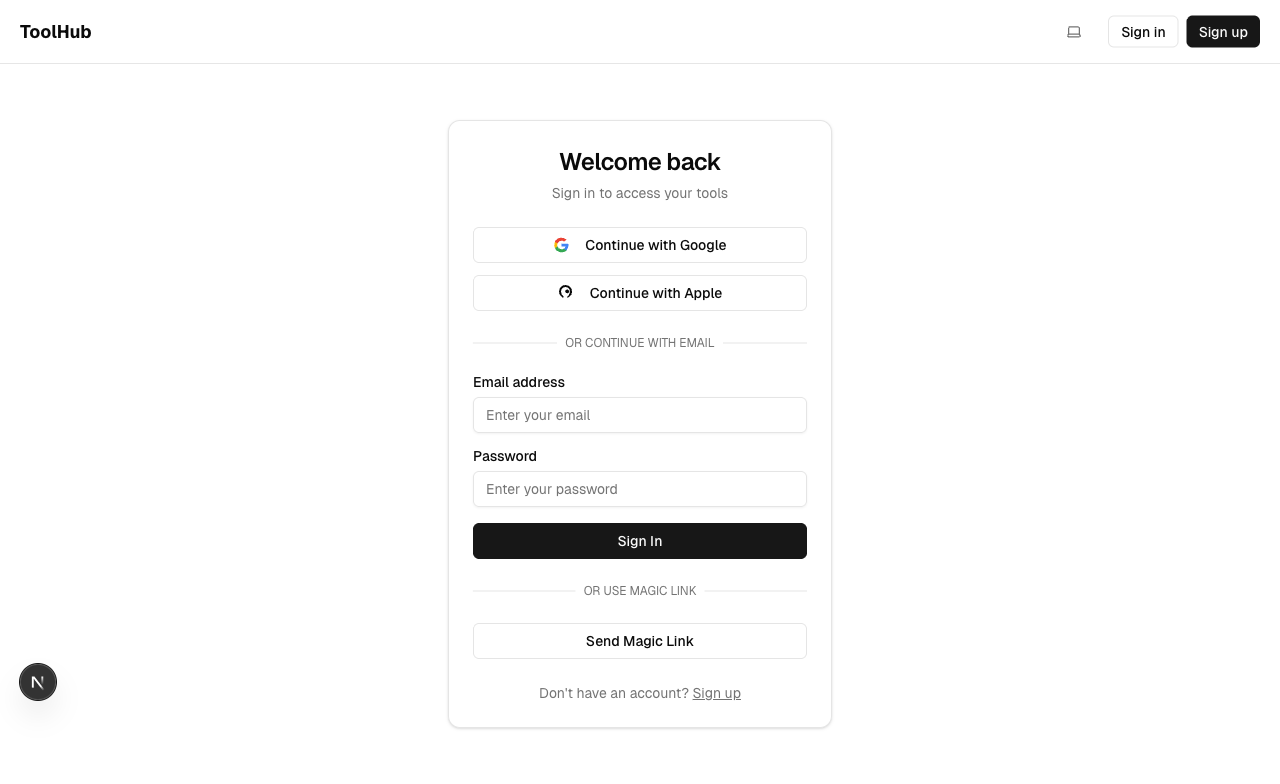 ToolHub
Sign in
Sign up
Welcome back
Sign in to access your tools
Continue with Google
Continue with Apple
OR CONTINUE WITH EMAIL
Email address
Enter your email
Password
Enter your password
Sign In
OR USE MAGIC LINK
Send Magic Link
Don't have an account? Sign up
N